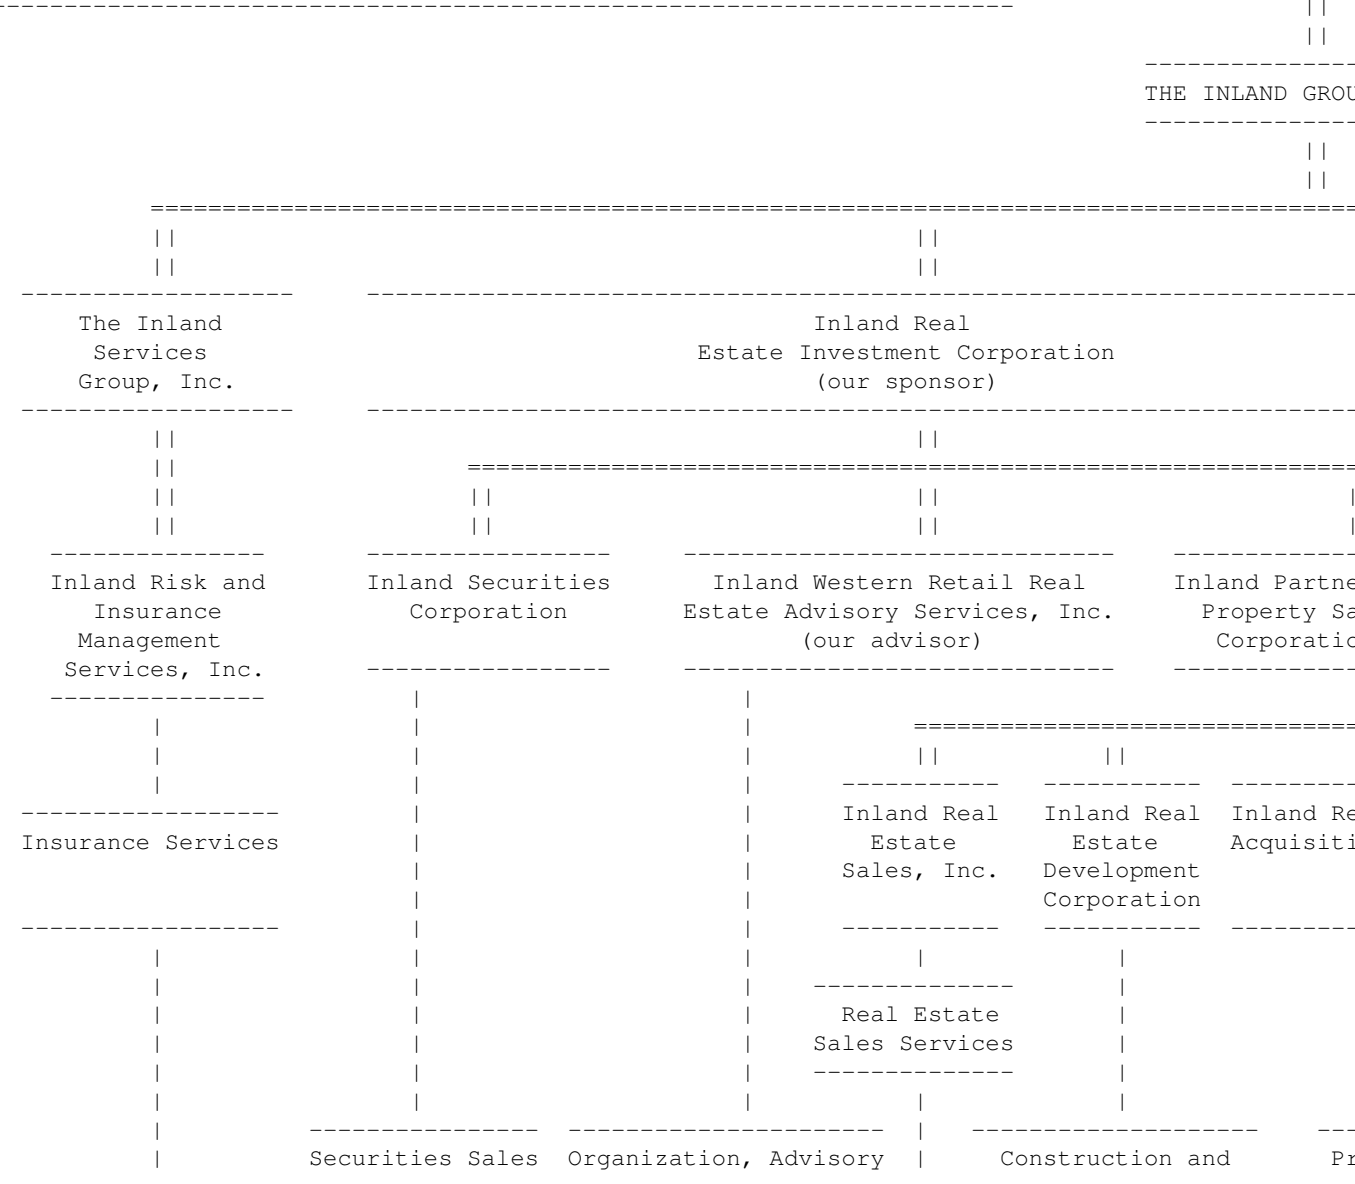 THE INLAND GROU
The Inland Inland Real
Services Estate Investment Corporation
Group, Inc. (our sponsor)
Inland Risk and Inland Securities Inland Western Retail Real Inland Partne
Insurance Corporation Estate Advisory Services, Inc. Property Sa
Management (our advisor) Corporatio
Services, Inc.
Inland Real Inland Real Inland Re
Insurance Services Estate Estate Acquisiti
Sales, Inc. Development
Corporation
Real Estate
Sales Services
Securities Sales Organization, Advisory Construction and Pr